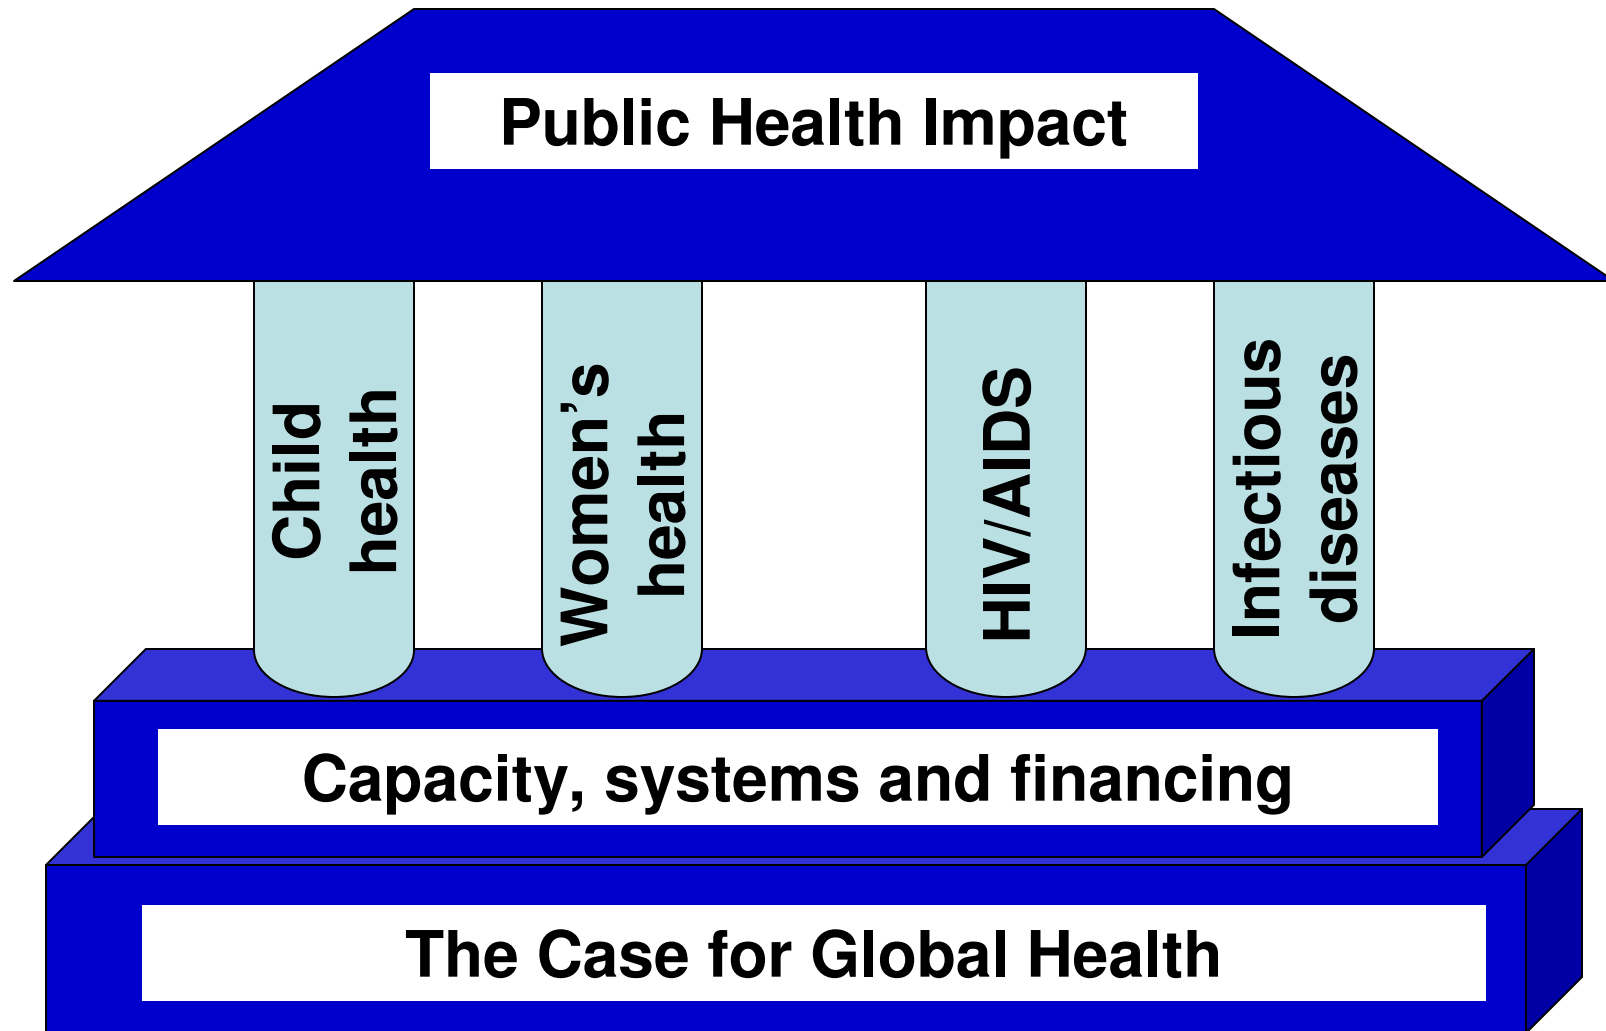 Public Health Impact
Child
health
Women’s
health
HIV/AIDS
Infectious
diseases
Capacity, systems and financing
The Case for Global Health